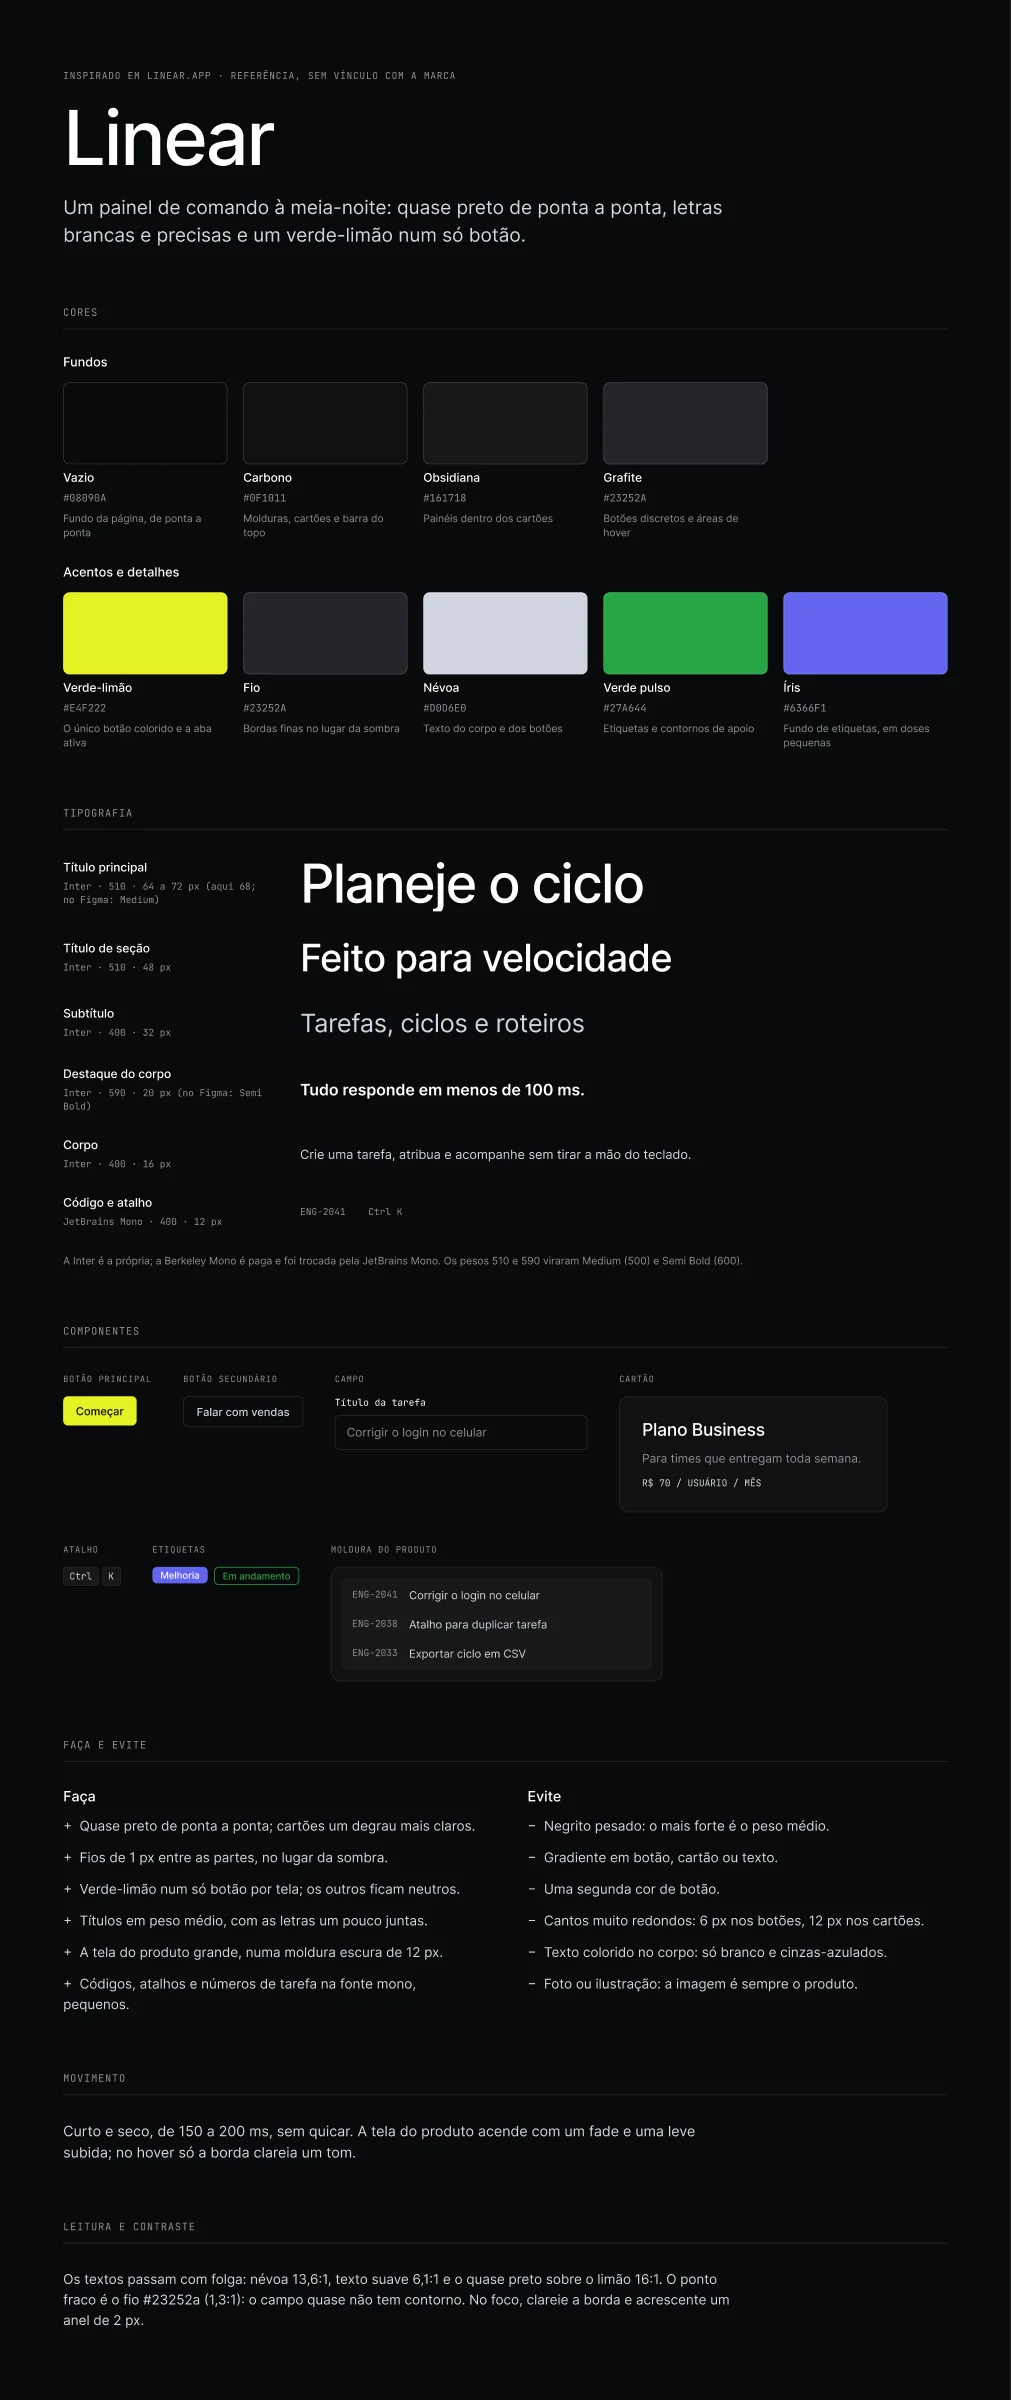 INSPIRADO EM LINEAR.APP · REFERÊNCIA, SEM VÍNCULO COM A MARCA
Linear
Um painel de comando à meia-noite: quase preto de ponta a ponta, letras
brancas e precisas e um verde-limão num só botão.
CORES
Fundos
Vazio
#08090A
Fundo da página, de ponta a
ponta
Carbono
#0F1011
Molduras, cartões e barra do
topo
Obsidiana
#161718
Painéis dentro dos cartões
Grafite
#23252A
Botões discretos e áreas de
hover
Acentos e detalhes
Verde-limão
#E4F222
O único botão colorido e a aba
ativa
Fio
#23252A
Bordas finas no lugar da sombra
Névoa
#D0D6E0
Texto do corpo e dos botões
Verde pulso
#27A644
Etiquetas e contornos de apoio
Íris
#6366F1
Fundo de etiquetas, em doses
pequenas
TIPOGRAFIA
Título principal
Inter · 510 · 64 a 72 px (aqui 68;
no Figma: Medium)
Planeje o ciclo
Título de seção
Inter · 510 · 48 px
Feito para velocidade
Subtítulo
Inter · 400 · 32 px
Tarefas, ciclos e roteiros
Destaque do corpo
Inter · 590 · 20 px (no Figma: Semi
Bold)
Tudo responde em menos de 100 ms.
Corpo
Inter · 400 · 16 px
Crie uma tarefa, atribua e acompanhe sem tirar a mão do teclado.
Código e atalho
JetBrains Mono · 400 · 12 px
ENG-2041 Ctrl K
A Inter é a própria; a Berkeley Mono é paga e foi trocada pela JetBrains Mono. Os pesos 510 e 590 viraram Medium (500) e Semi Bold (600).
COMPONENTES
BOTÃO PRINCIPAL
Começar
BOTÃO SECUNDÁRIO
Falar com vendas
CAMPO
Título da tarefa
Corrigir o login no celular
CARTÃO
Plano Business
Para times que entregam toda semana.
R$ 70 / USUÁRIO / MÊS
ATALHO
Ctrl K
ETIQUETAS
Melhoria
Em andamento
MOLDURA DO PRODUTO
ENG-2041 Corrigir o login no celular
ENG-2038 Atalho para duplicar tarefa
ENG-2033 Exportar ciclo em CSV
FAÇA E EVITE
Faça
+ Quase preto de ponta a ponta; cartões um degrau mais claros.
+ Fios de 1 px entre as partes, no lugar da sombra.
+ Verde-limão num só botão por tela; os outros ficam neutros.
+ Títulos em peso médio, com as letras um pouco juntas.
+ A tela do produto grande, numa moldura escura de 12 px.
+ Códigos, atalhos e números de tarefa na fonte mono,
pequenos.
Evite
− Negrito pesado: o mais forte é o peso médio.
− Gradiente em botão, cartão ou texto.
− Uma segunda cor de botão.
− Cantos muito redondos: 6 px nos botões, 12 px nos cartões.
− Texto colorido no corpo: só branco e cinzas-azulados.
− Foto ou ilustração: a imagem é sempre o produto.
MOVIMENTO
Curto e seco, de 150 a 200 ms, sem quicar. A tela do produto acende com um fade e uma leve
subida; no hover só a borda clareia um tom.
LEITURA E CONTRASTE
Os textos passam com folga: névoa 13,6:1, texto suave 6,1:1 e o quase preto sobre o limão 16:1. O ponto
fraco é o fio #23252a (1,3:1): o campo quase não tem contorno. No foco, clareie a borda e acrescente um
anel de 2 px.